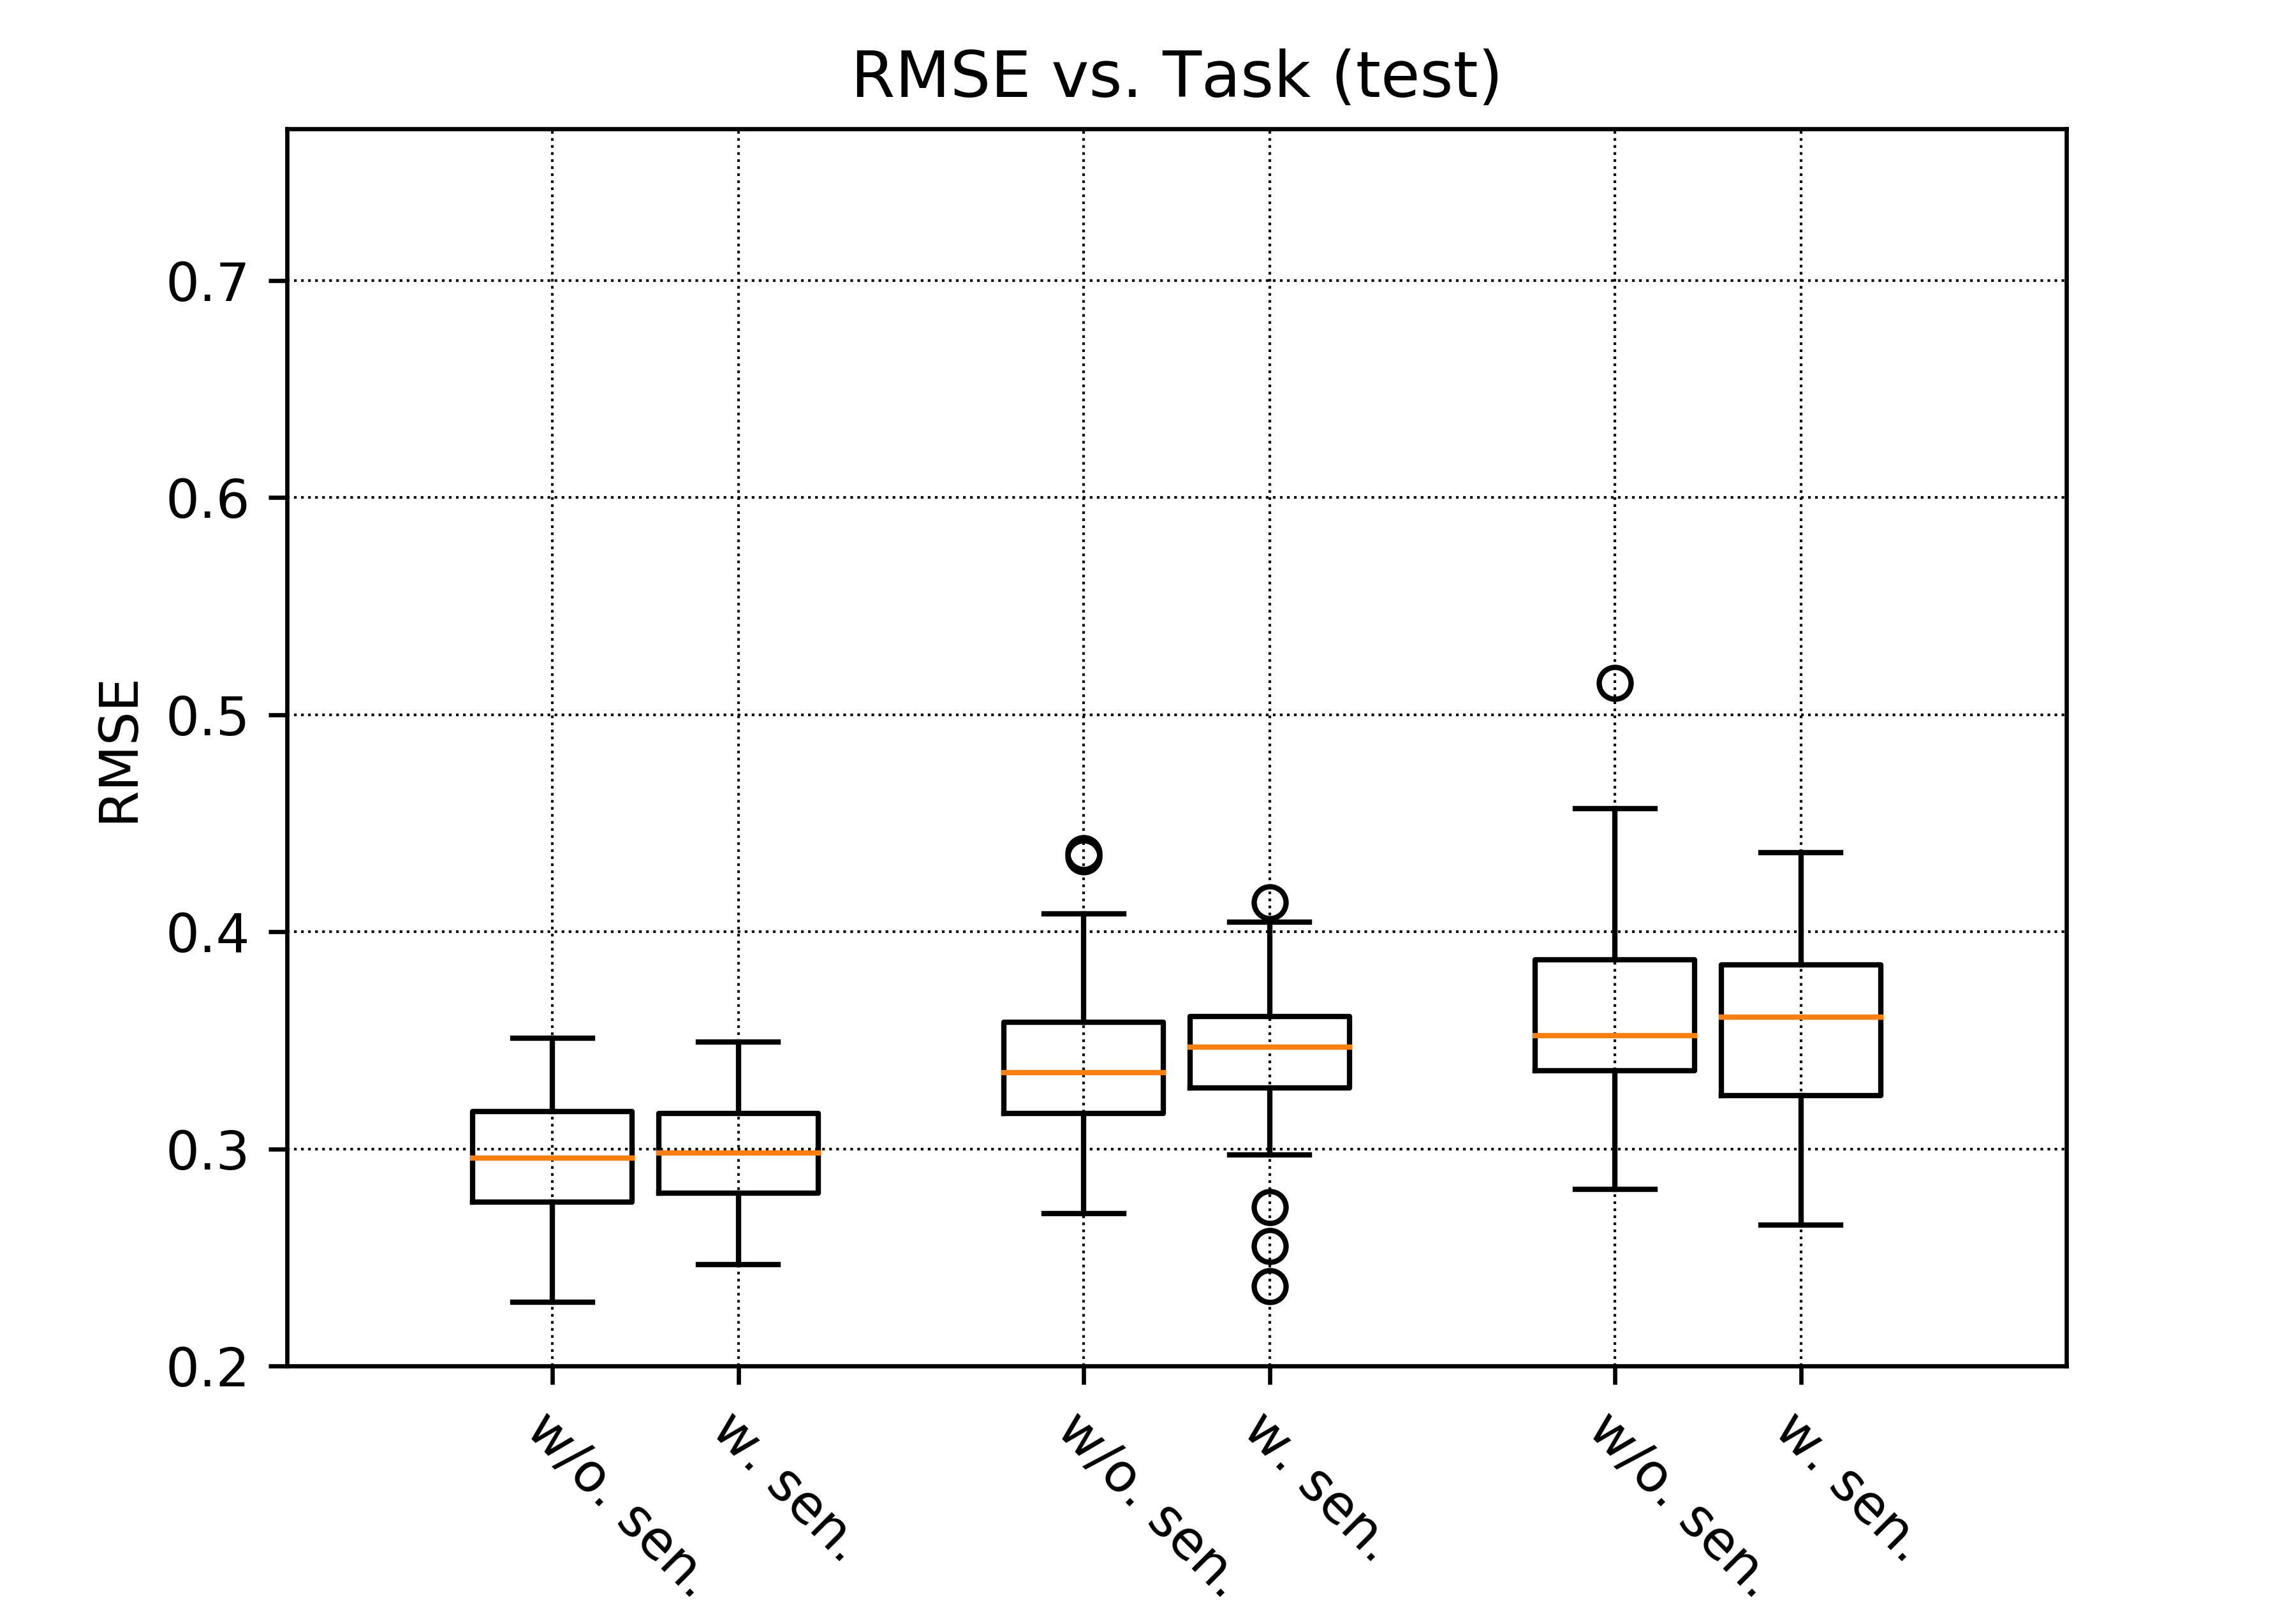 RMSE vs. Task (test)
RMSE
0.7
0.6
0.5
0.4
0.3
0.2
w/o. sen.
w. sen.
w/o. sen.
w. sen.
w/o. sen.
w. sen.